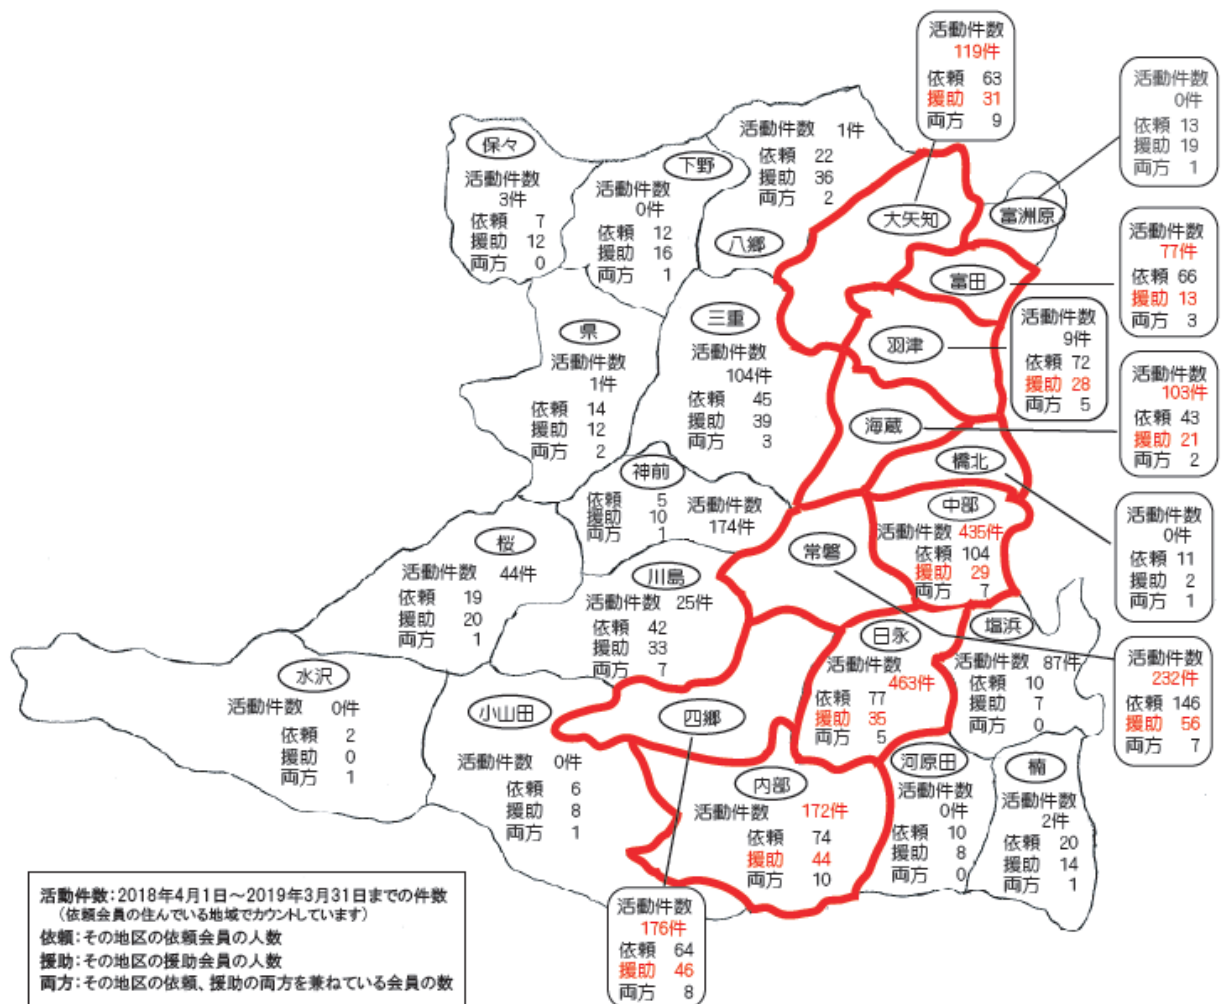 活動件数
119件
依頼 63
援助 31
両方 9
活動件数
0件
依頼 13
援助 19
両方 1
保々
活動件数
3件
依頼 7
援助 12
両方 0
下野
活動件数
0件
依頼 12
援助 16
両方 1
活動件数 1件
依頼 22
援助 36
両方 2
八郷
大矢知
富洲原
富田
活動件数
77件
依頼 66
援助 13
両方 3
県
活動件数
1件
依頼 14
援助 12
両方 2
三重
活動件数
104件
依頼 45
援助 39
両方 3
羽津
活動件数
9件
依頼 72
援助 28
両方 5
海蔵
活動件数
103件
依頼 43
援助 21
両方 2
橋北
活動件数
0件
依頼 11
援助 2
両方 1
神前
依頼 5
援助 10
両方 1
活動件数
174件
中部
活動件数 435件
依頼 104
援助 29
両方 7
桜
活動件数 44件
依頼 19
援助 20
両方 1
川島
活動件数 25件
依頼 42
援助 33
両方 7
常磐
活動件数
232件
依頼 146
援助 56
両方 7
日永
活動件数
463件
依頼 77
援助 35
両方 5
塩浜
活動件数 87件
依頼 10
援助 7
両方 0
水沢
活動件数 0件
依頼 2
援助 0
両方 1
小山田
活動件数 0件
依頼 6
援助 8
両方 1
四郷
内部
活動件数 172件
依頼 74
援助 44
両方 10
河原田
活動件数
0件
依頼 10
援助 8
両方 0
楠
活動件数
2件
依頼 20
援助 14
両方 1
活動件数
176件
依頼 64
援助 46
両方 8
活動件数:2018年4月1日~2019年3月31日までの件数
(依頼会員の住んでいる地域でカウントしています)
依頼:その地区の依頼会員の人数
援助:その地区の援助会員の人数
両方:その地区の依頼、援助の両方を兼ねている会員の数